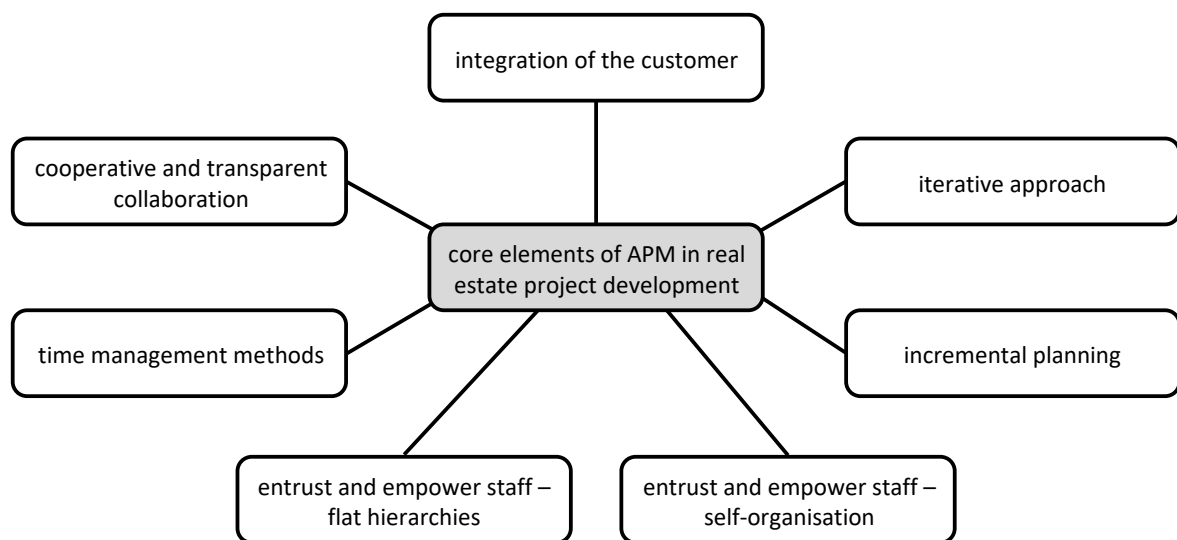 integration of the customer
cooperative and transparent
collaboration
iterative approach
core elements of APM in real
estate project development
time management methods
incremental planning
entrust and empower staff –
flat hierarchies
entrust and empower staff –
self-organisation